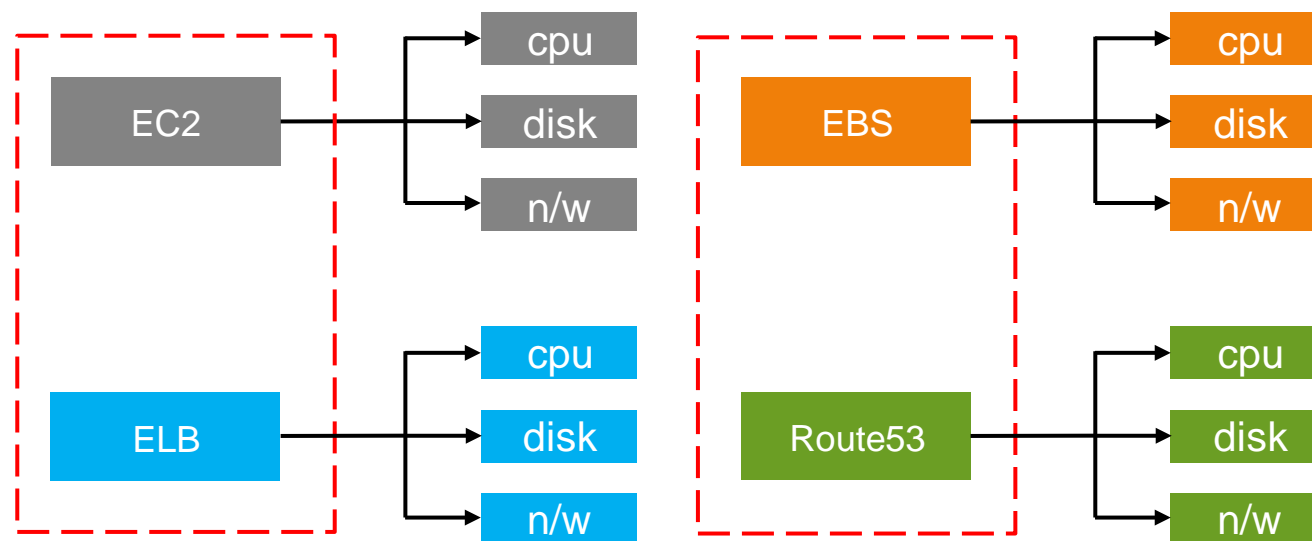 EC2
cpu
disk
n/w
EBS
cpu
disk
n/w
ELB
cpu
disk
n/w
Route53
cpu
disk
n/w